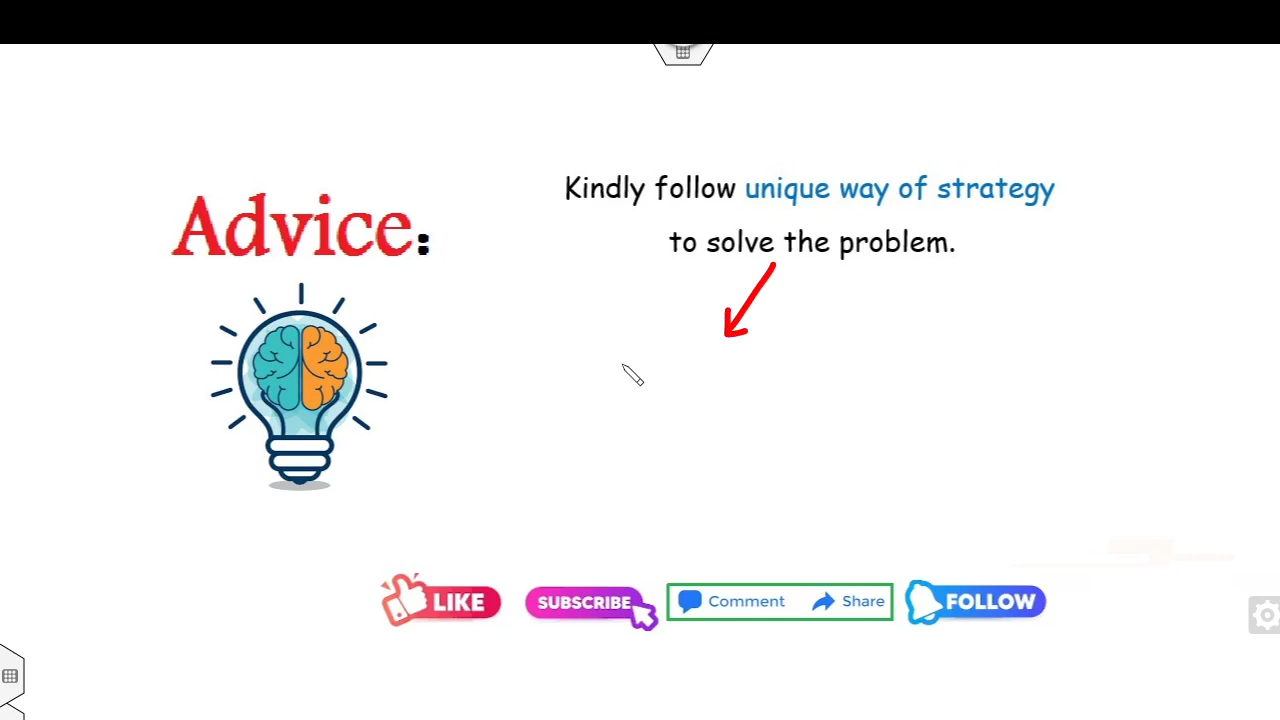 Kindly follow unique way of strategy
to solve the problem.
Advice:
LIKE
SUBSCRIBE
Comment
Share
FOLLOW